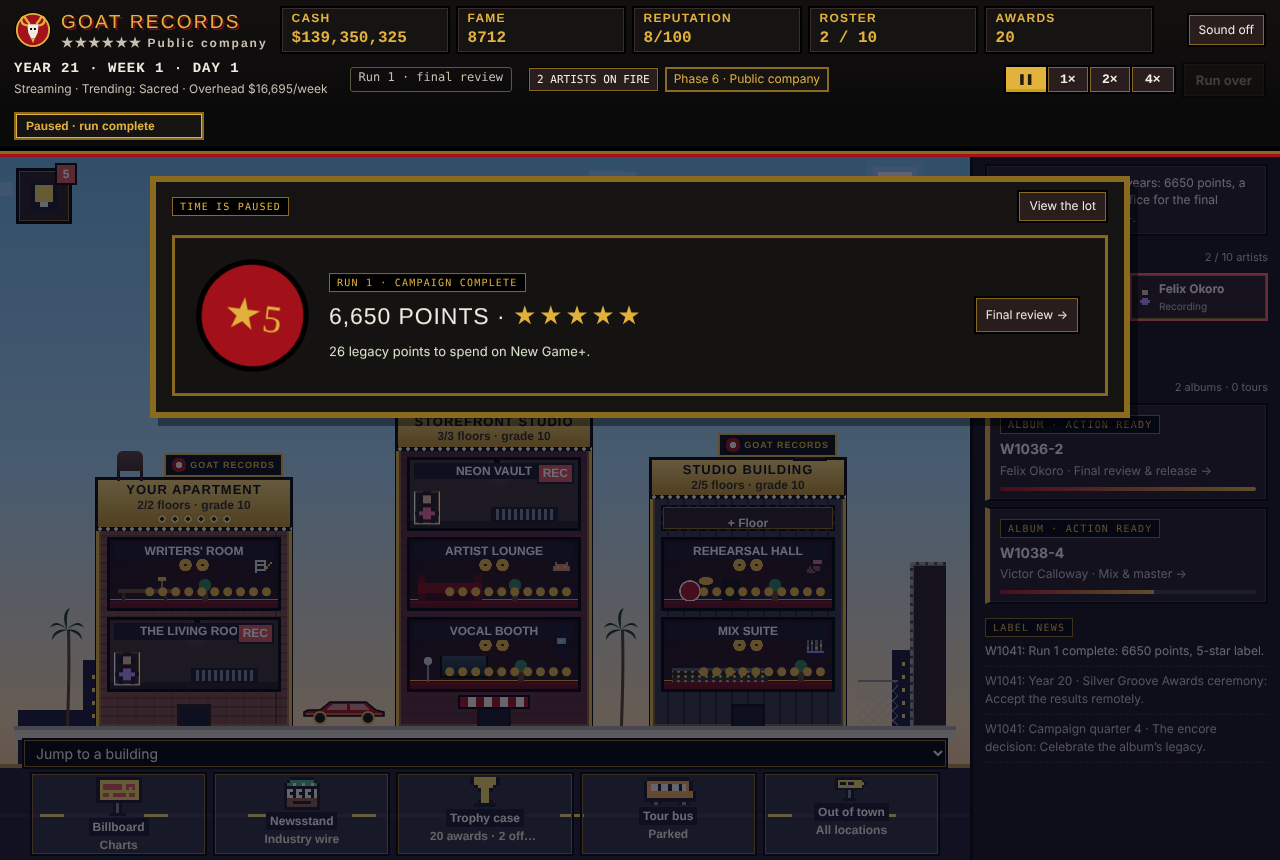 GOAT RECORDS
★★★★★★ Public company
CASH
$139,350,325
FAME
8712
REPUTATION
8/100
ROSTER
2 / 10
AWARDS
20
Sound off
YEAR 21 · WEEK 1 · DAY 1
Streaming · Trending: Sacred · Overhead $16,695/week
Run 1 · final review
2 ARTISTS ON FIRE
Phase 6 · Public company
1×
2×
4×
Run over
Paused · run complete
5
TIME IS PAUSED
View the lot
★5
RUN 1 · CAMPAIGN COMPLETE
6,650 POINTS · ★★★★★
26 legacy points to spend on New Game+.
Final review →
years: 6650 points, a
fice for the final
2 / 10 artists
Felix Okoro
Recording
2 albums · 0 tours
ALBUM · ACTION READY
W1036-2
Felix Okoro · Final review & release →
ALBUM · ACTION READY
W1038-4
Victor Calloway · Mix & master →
LABEL NEWS
W1041: Run 1 complete: 6650 points, 5-star label.
W1041: Year 20 · Silver Groove Awards ceremony:
Accept the results remotely.
W1041: Campaign quarter 4 · The encore
decision: Celebrate the album's legacy.
GOAT RECORDS
YOUR APARTMENT
2/2 floors · grade 10
WRITERS' ROOM
THE LIVING ROO
REC
STOREFRONT STUDIO
3/3 floors · grade 10
NEON VAULT
REC
ARTIST LOUNGE
VOCAL BOOTH
GOAT RECORDS
STUDIO BUILDING
2/5 floors · grade 10
+ Floor
REHEARSAL HALL
MIX SUITE
Jump to a building
Billboard
Charts
Newsstand
Industry wire
Trophy case
20 awards · 2 off…
Tour bus
Parked
Out of town
All locations